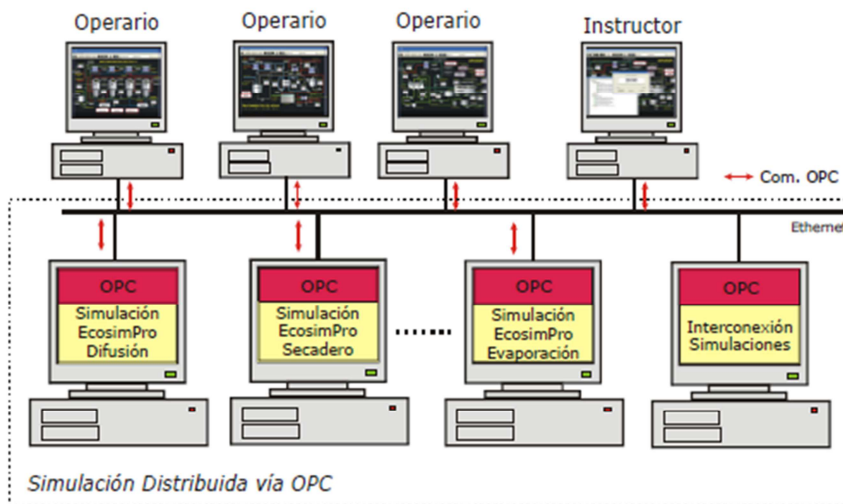 Operario
Operario
Operario
Instructor
Com. OPC
Ethernet
OPC
Simulación
EcosimPro
Difusión
OPC
Simulación
EcosimPro
Secadero
OPC
Simulación
EcosimPro
Evaporación
OPC
Interconexión
Simulaciones
Simulación Distribuida vía OPC